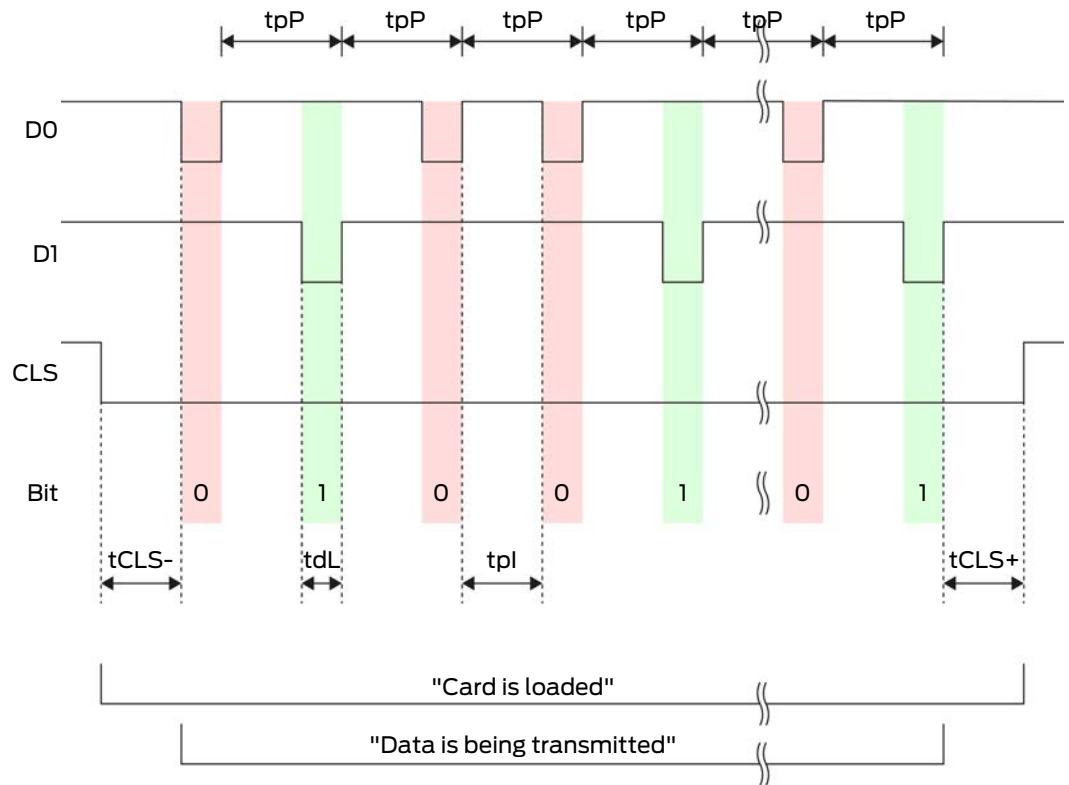 tpP tpP tpP tpP tpP tpP
D0
D1
CLS
Bit 0 1 0 0 1 0 1
tCLS- tdL tpI tCLS+
"Card is loaded"
"Data is being transmitted"